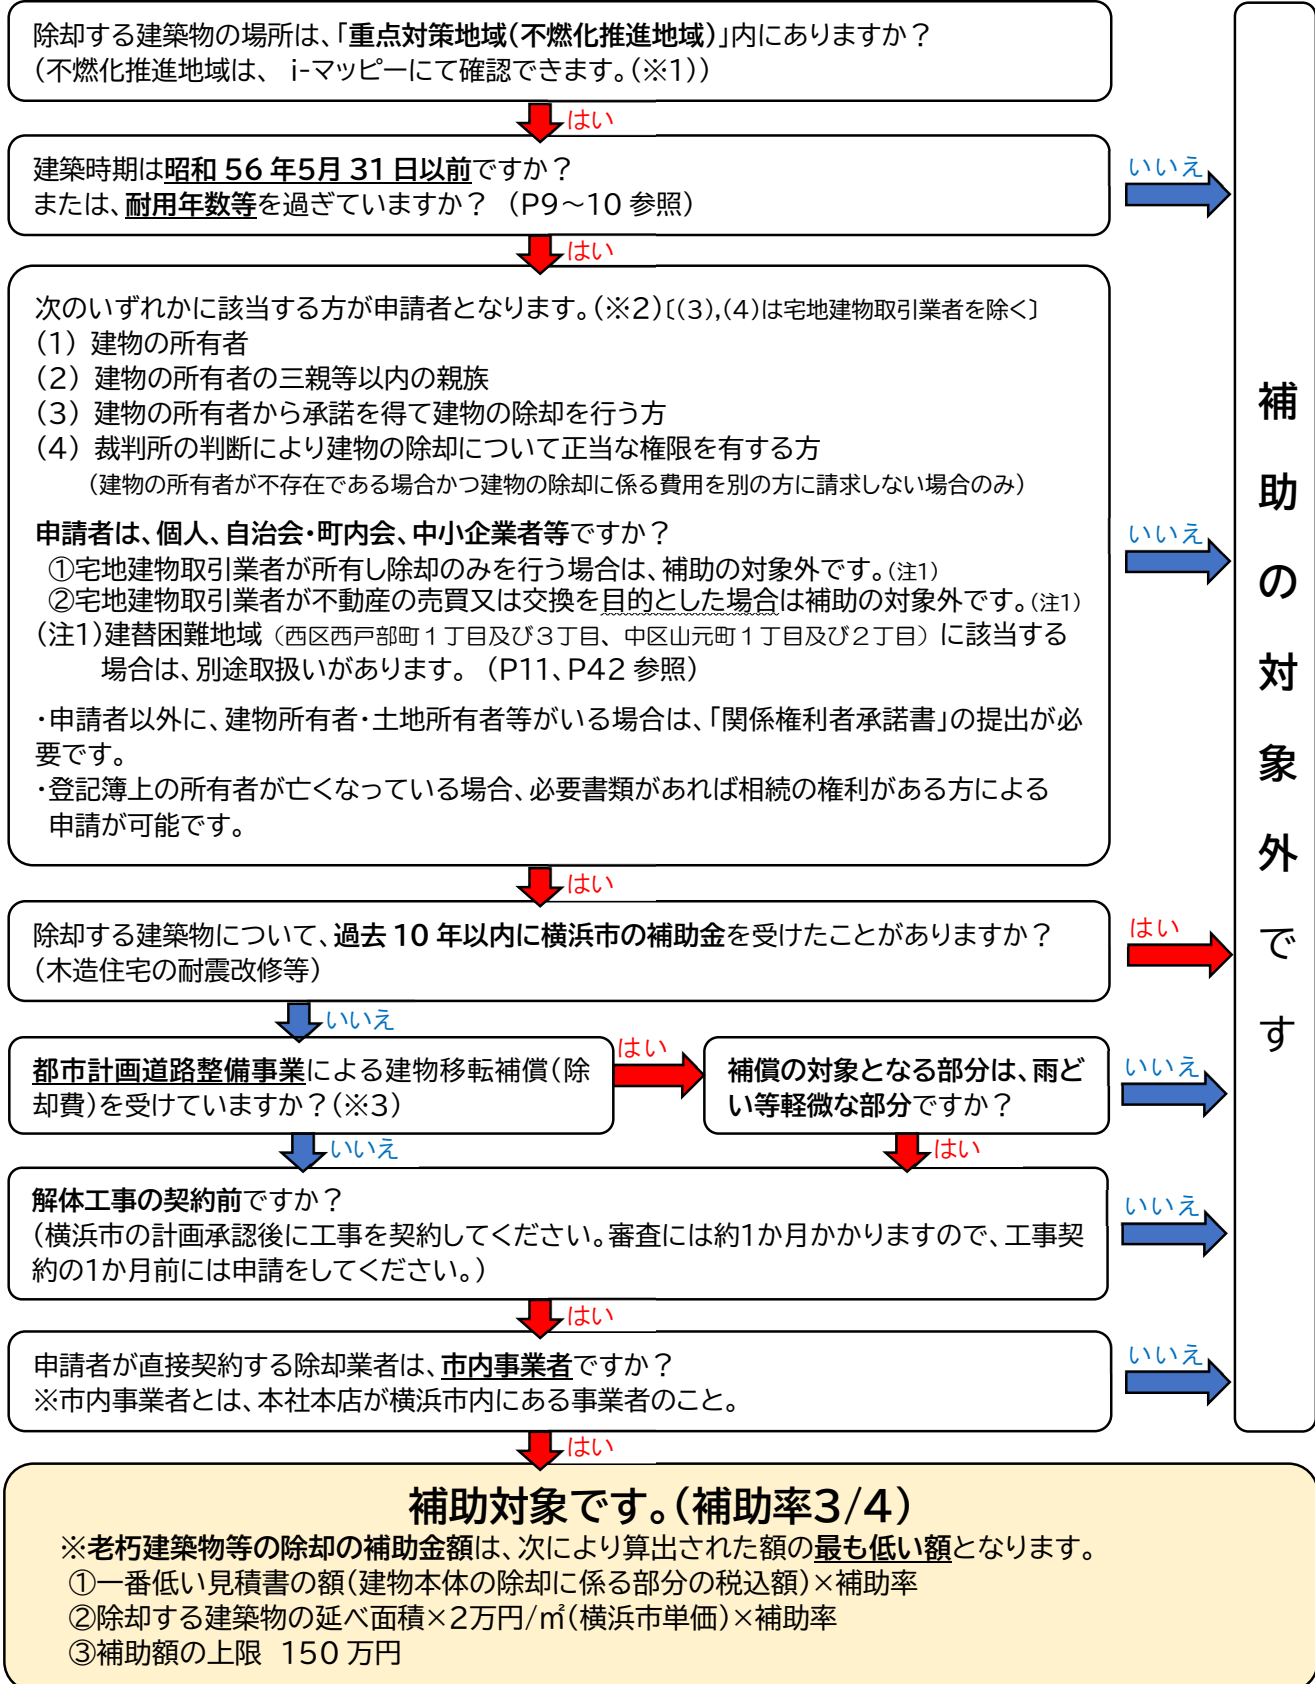 除却する建築物の場所は、「重点対策地域(不燃化推進地域)」内にありますか？
(不燃化推進地域は、 i-マッピーにて確認できます。(※1))
はい
建築時期は昭和 56 年5月 31 日以前ですか？
または、耐用年数等を過ぎていますか？ (P9～10 参照)
いいえ
はい
次のいずれかに該当する方が申請者となります。(※2)〔(3),(4)は宅地建物取引業者を除く〕
(1) 建物の所有者
(2) 建物の所有者の三親等以内の親族
(3) 建物の所有者から承諾を得て建物の除却を行う方
(4) 裁判所の判断により建物の除却について正当な権限を有する方
(建物の所有者が不存在である場合かつ建物の除却に係る費用を別の方に請求しない場合のみ)
申請者は、個人、自治会・町内会、中小企業者等ですか？
①宅地建物取引業者が所有し除却のみを行う場合は、補助の対象外です。(注1)
②宅地建物取引業者が不動産の売買又は交換を目的とした場合は補助の対象外です。(注1)
(注1)建替困難地域（西区西戸部町１丁目及び３丁目、中区山元町１丁目及び２丁目）に該当する
場合は、別途取扱いがあります。 (P11、P42 参照)
・申請者以外に、建物所有者・土地所有者等がいる場合は、「関係権利者承諾書」の提出が必
要です。
・登記簿上の所有者が亡くなっている場合、必要書類があれば相続の権利がある方による
申請が可能です。
いいえ
はい
除却する建築物について、過去 10 年以内に横浜市の補助金を受けたことがありますか？
(木造住宅の耐震改修等)
はい
いいえ
都市計画道路整備事業による建物移転補償(除
却費)を受けていますか？(※3)
はい
補償の対象となる部分は、雨ど
い等軽微な部分ですか？
いいえ
いいえ
はい
解体工事の契約前ですか？
(横浜市の計画承認後に工事を契約してください。審査には約1か月かかりますので、工事契
約の1か月前には申請をしてください。)
いいえ
はい
申請者が直接契約する除却業者は、市内事業者ですか？
※市内事業者とは、本社本店が横浜市内にある事業者のこと。
いいえ
はい
補助の対象外です
補助対象です。(補助率3/4)
※老朽建築物等の除却の補助金額は、次により算出された額の最も低い額となります。
①一番低い見積書の額(建物本体の除却に係る部分の税込額)×補助率
②除却する建築物の延べ面積×2万円/㎡(横浜市単価)×補助率
③補助額の上限 150 万円